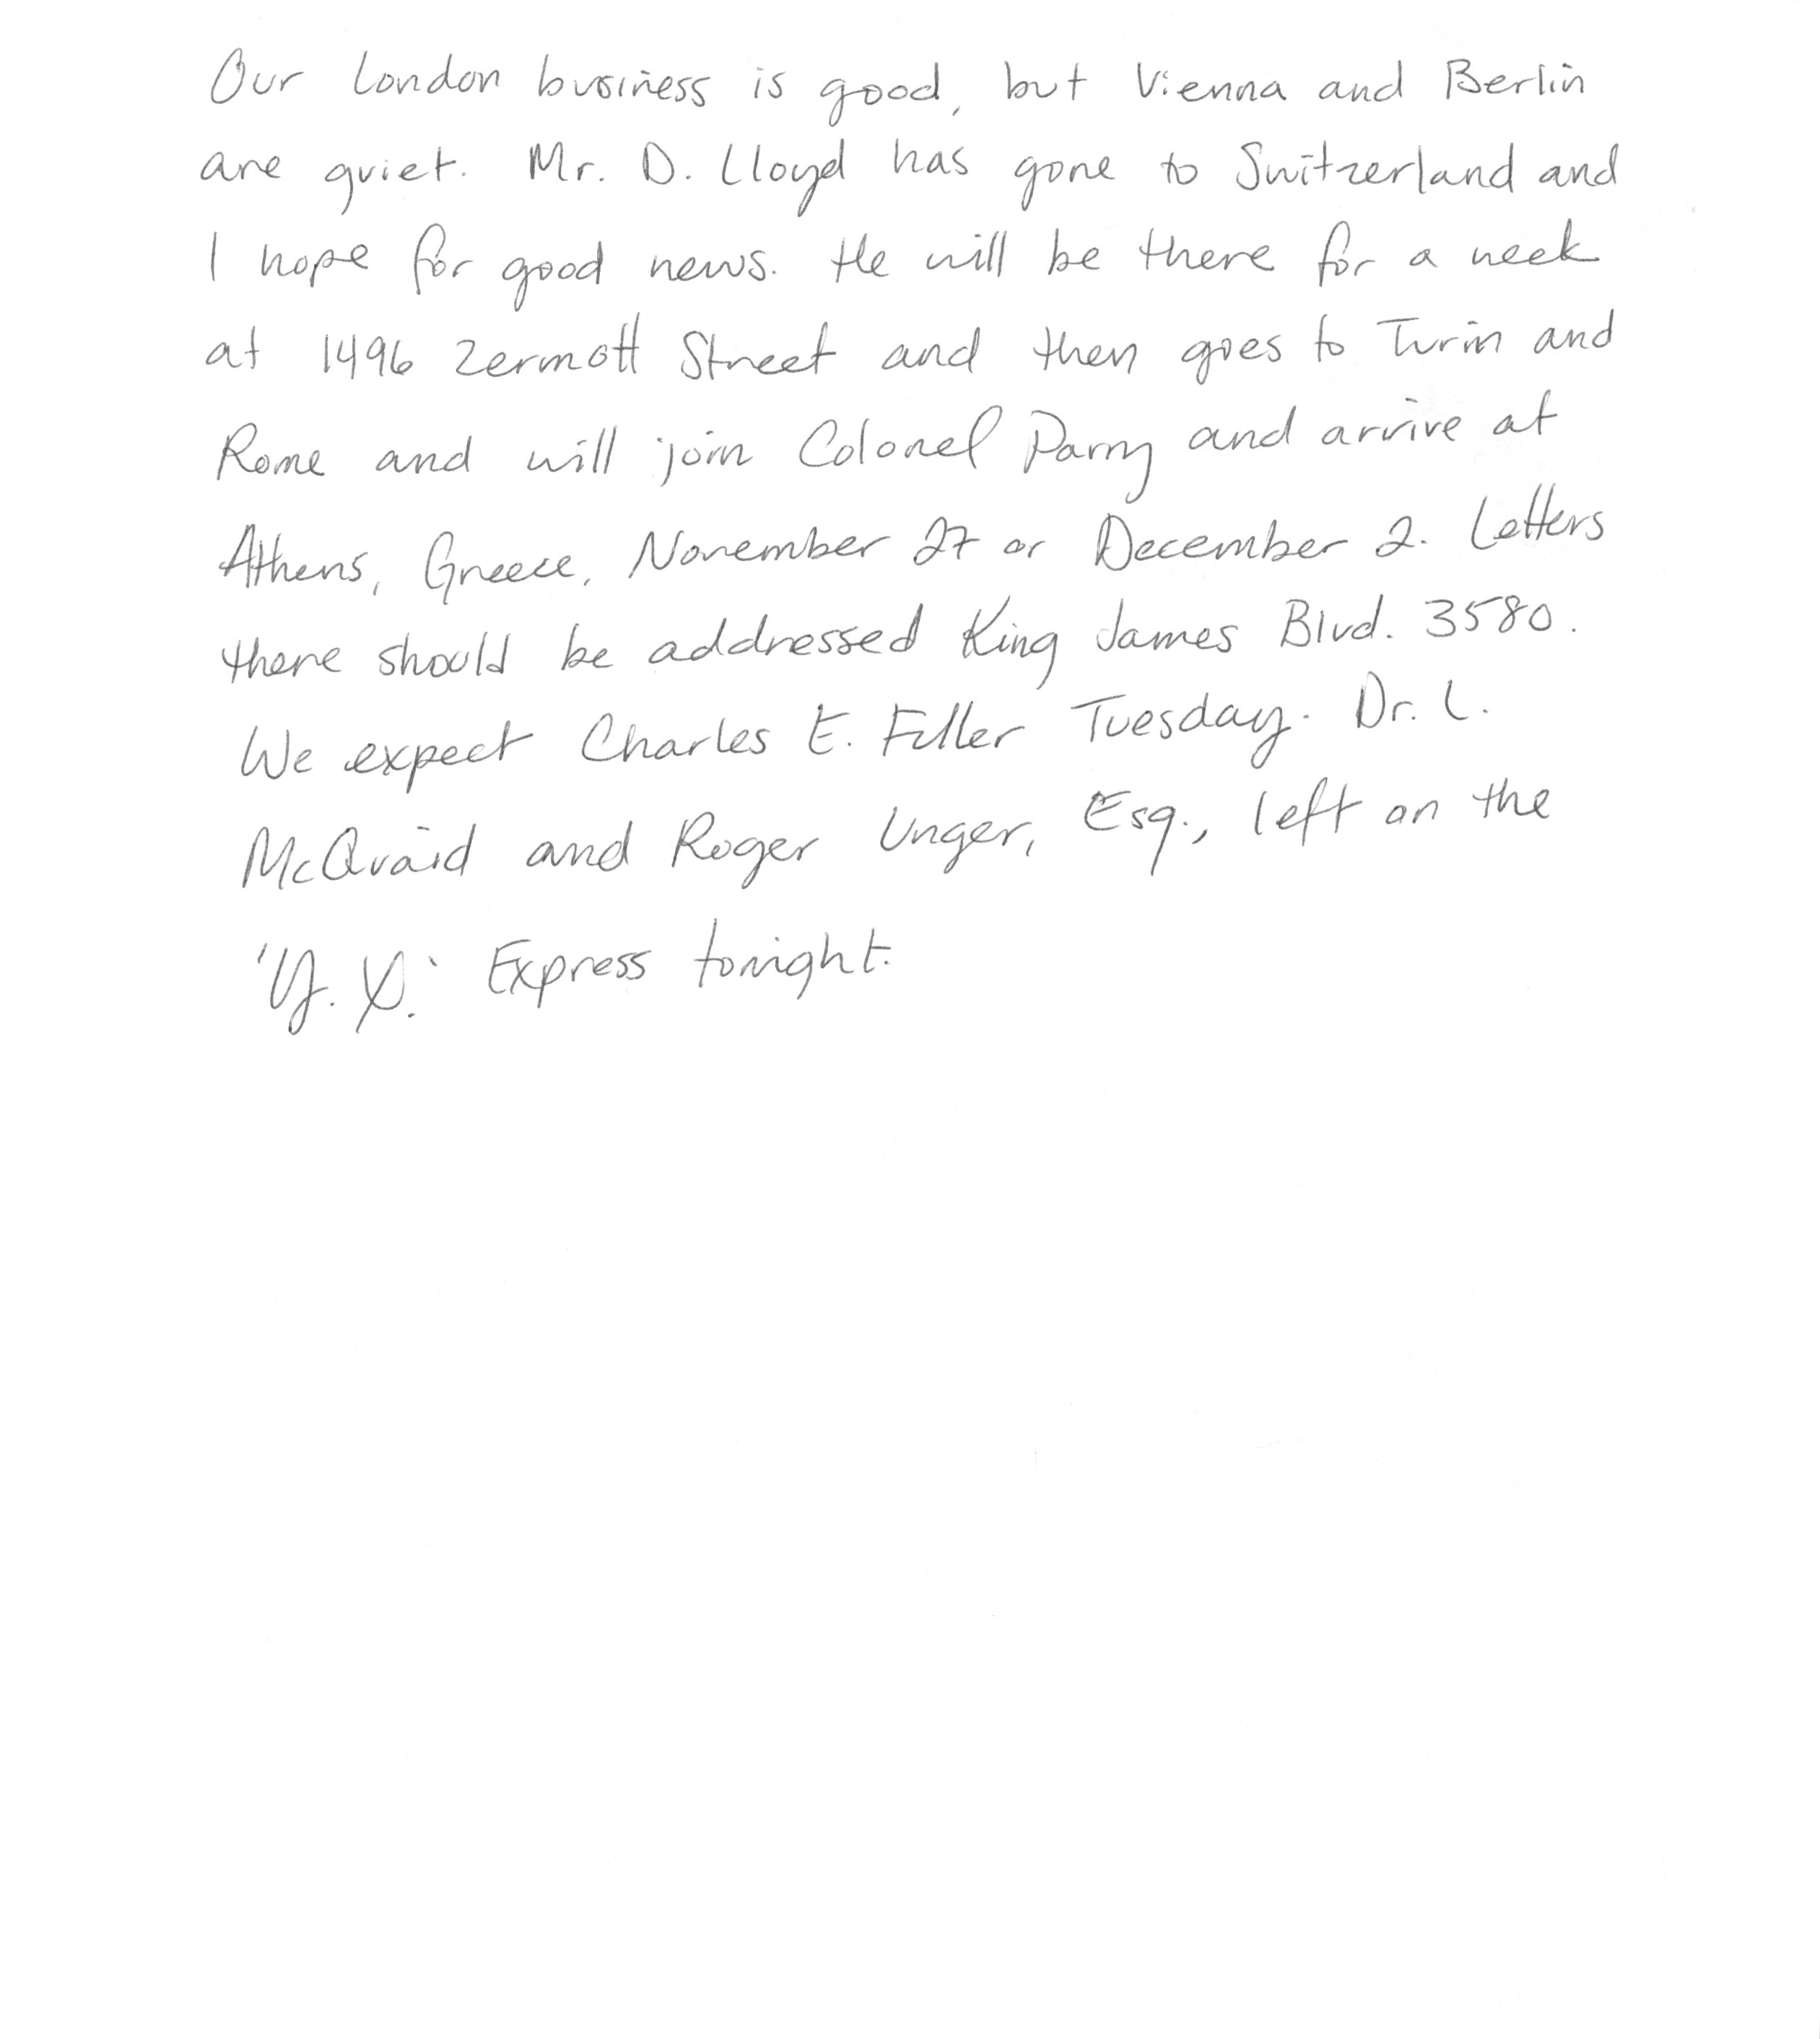 Our London business is good, but Vienna and Berlin
are quiet. Mr. D. Lloyd has gone to Switzerland and
I hope for good news. He will be there for a week
at 1496 Zermott Street and then goes to Turin and
Rome and will join Colonel Parry and arrive at
Athens, Greece, November 27 or December 2. Letters
there should be addressed King James Blvd. 3580.
We expect Charles E. Fuller Tuesday. Dr. L.
McQuaid and Roger Unger, Esq., left on the
'Y. X.' Express tonight.